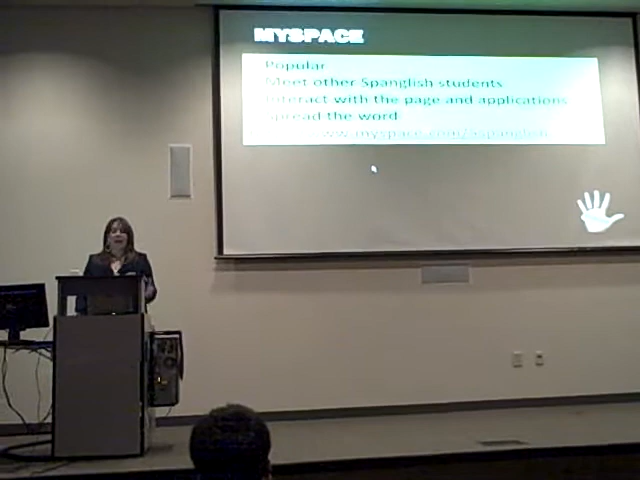 MYSPACE
Popular
Meet other Spanglish students
Interact with the page and applications
Spread the word